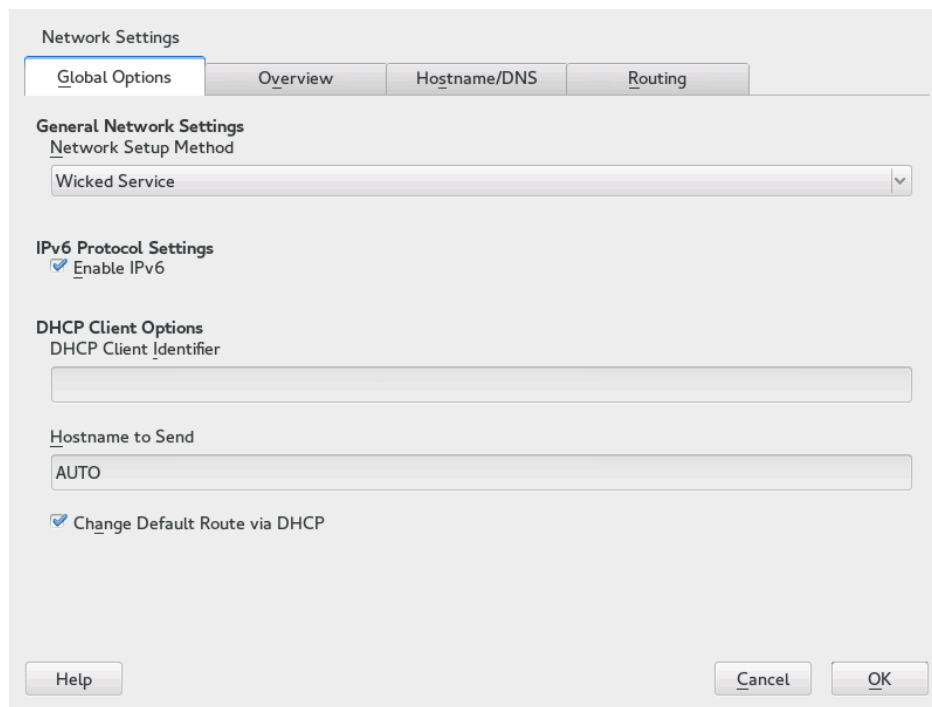 Network Settings
Global Options Overview Hostname/DNS Routing
General Network Settings
Network Setup Method
Wicked Service
IPv6 Protocol Settings
Enable IPv6
DHCP Client Options
DHCP Client Identifier
Hostname to Send
AUTO
Change Default Route via DHCP
Help Cancel OK